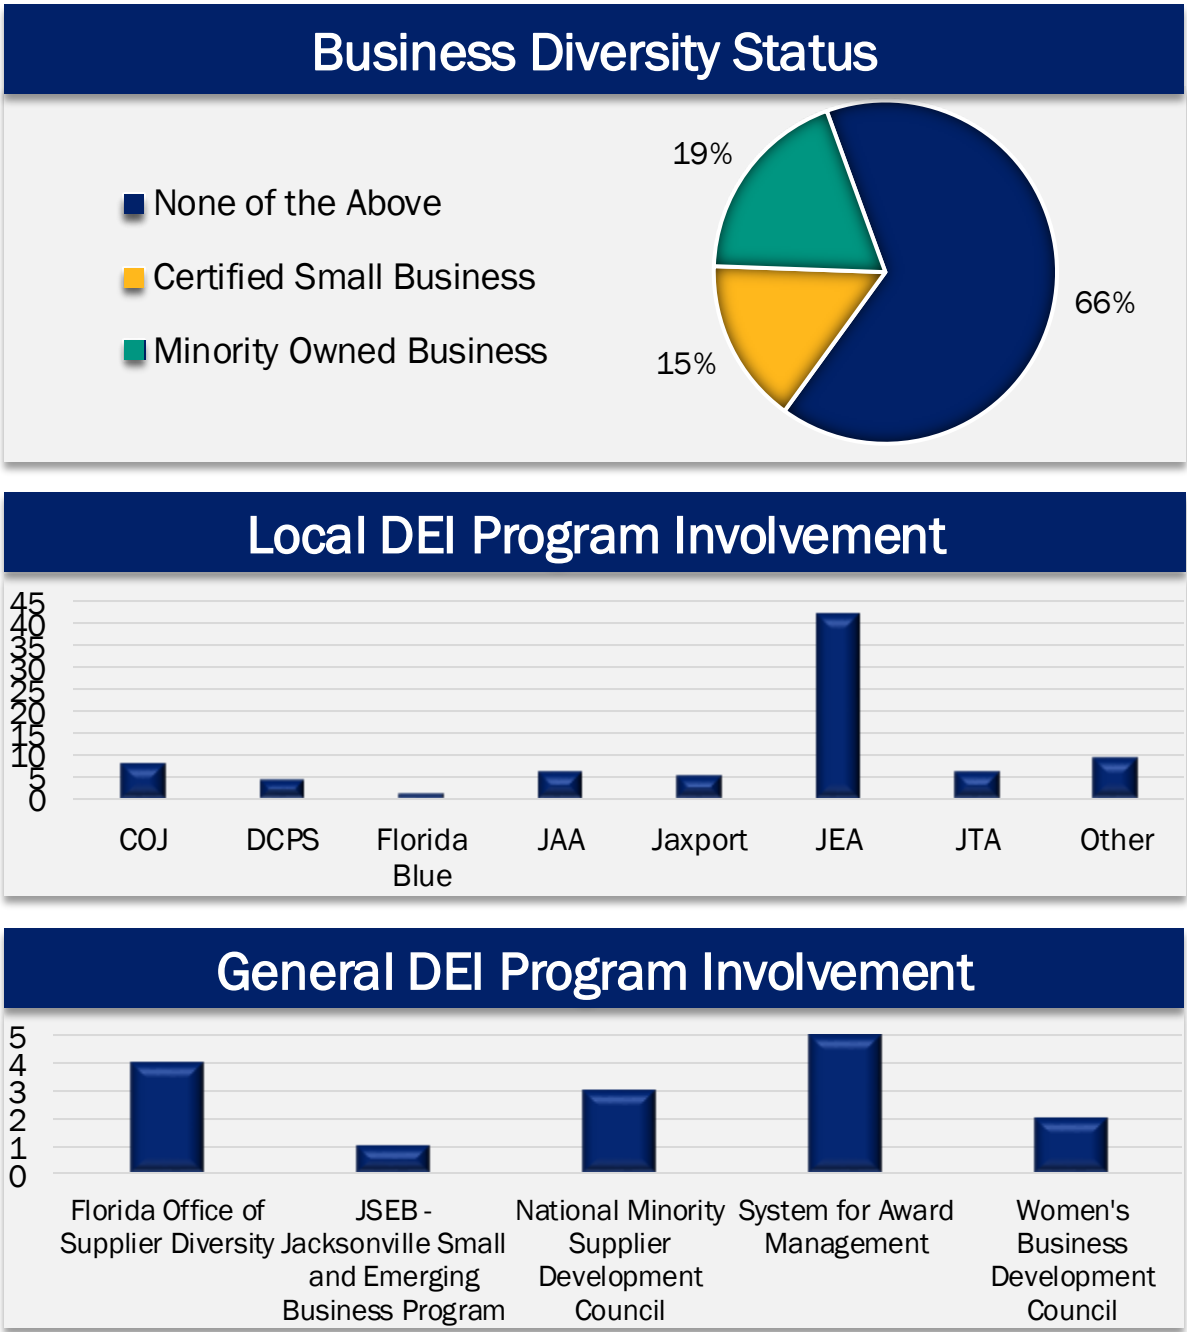 Business Diversity Status
19%
None of the Above
Certified Small Business
66%
Minority Owned Business
15%
Local DEI Program Involvement
45
40
35
30
25
20
15
10
5
0
COJ DCPS Florida Blue JAA Jaxport JEA JTA Other
General DEI Program Involvement
5
4
3
2
1
0
Florida Office of
Supplier Diversity
JSEB -
Jacksonville Small
and Emerging
Business Program
National Minority
Supplier
Development
Council
System for Award
Management
Women's
Business
Development
Council